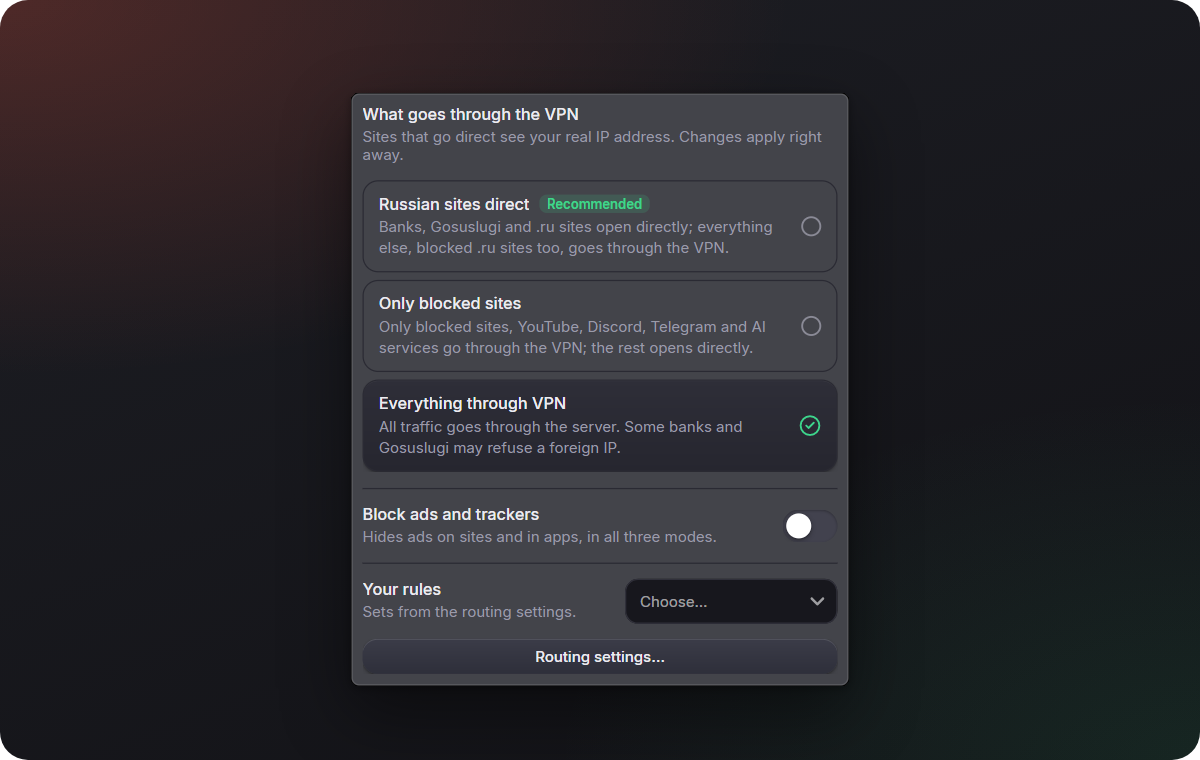 What goes through the VPN
Sites that go direct see your real IP address. Changes apply right
away.
Russian sites direct Recommended
Banks, Gosuslugi and .ru sites open directly; everything
else, blocked .ru sites too, goes through the VPN.
Only blocked sites
Only blocked sites, YouTube, Discord, Telegram and AI
services go through the VPN; the rest opens directly.
Everything through VPN
All traffic goes through the server. Some banks and
Gosuslugi may refuse a foreign IP.
Block ads and trackers
Hides ads on sites and in apps, in all three modes.
Your rules
Sets from the routing settings.
Choose...
Routing settings...